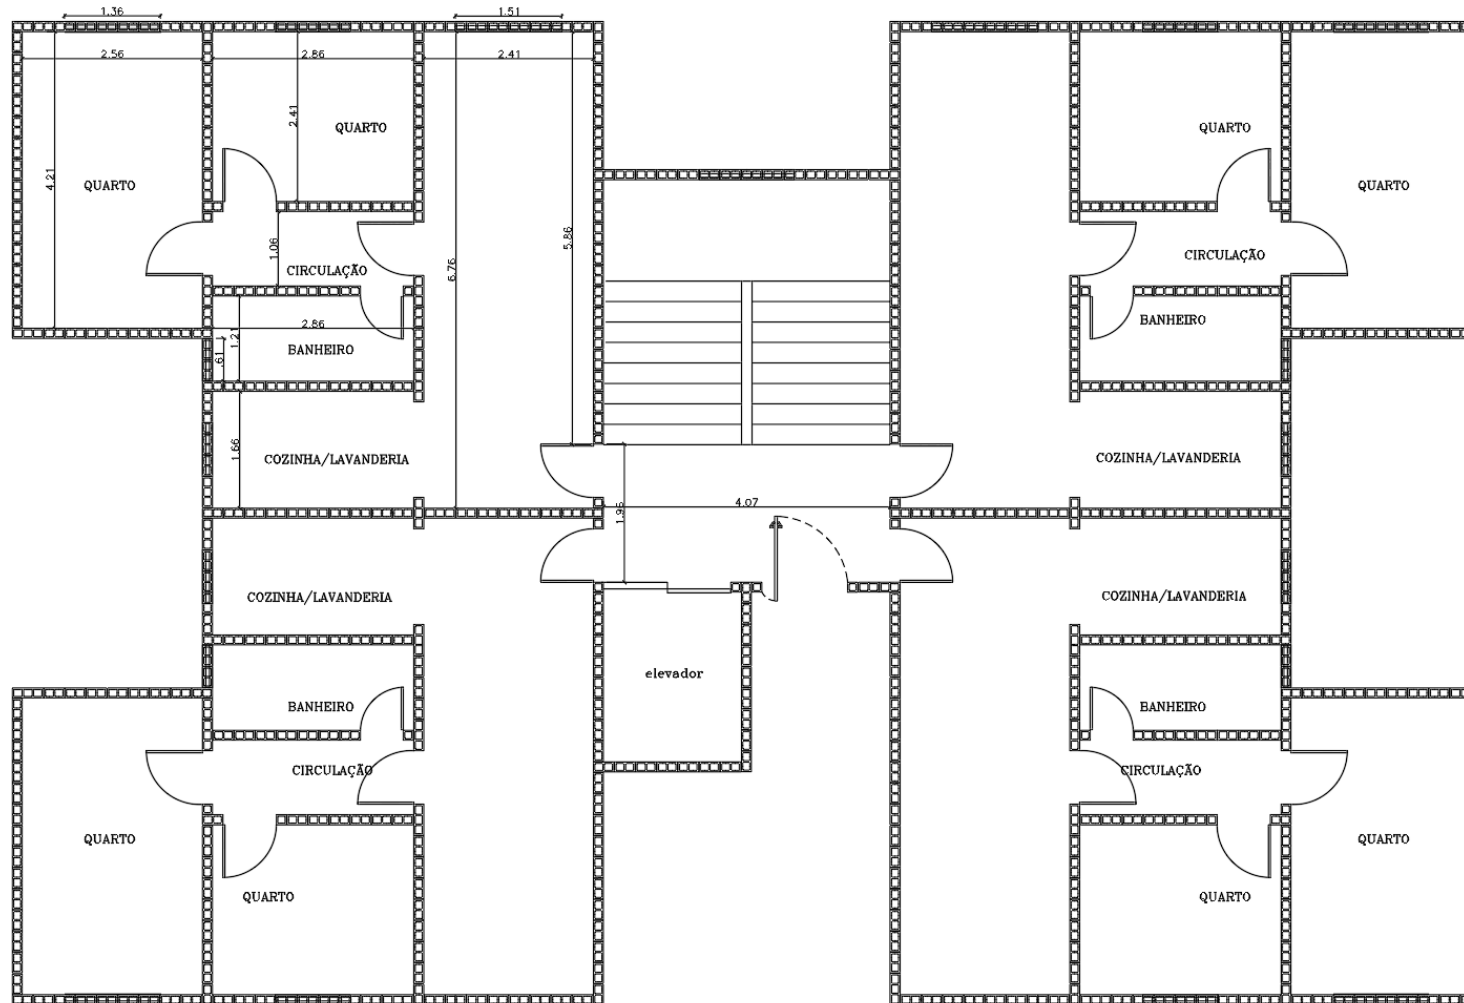 1.36
1.51
2.56
2.86
2.41
2.41
QUARTO
QUARTO
QUARTO
QUARTO
4.21
1.06
5.86
6.76
CIRCULAÇÃO
CIRCULAÇÃO
2.86
1.21
BANHEIRO
BANHEIRO
.61
1.66
COZINHA/LAVANDERIA
COZINHA/LAVANDERIA
4.07
1.96
COZINHA/LAVANDERIA
COZINHA/LAVANDERIA
elevador
BANHEIRO
BANHEIRO
CIRCULAÇÃO
CIRCULAÇÃO
QUARTO
QUARTO
QUARTO
QUARTO